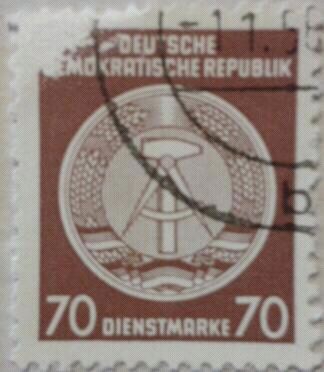 DEUTSCHE
DEMOKRATISCHE REPUBLIK
70 DIENSTMARKE 70